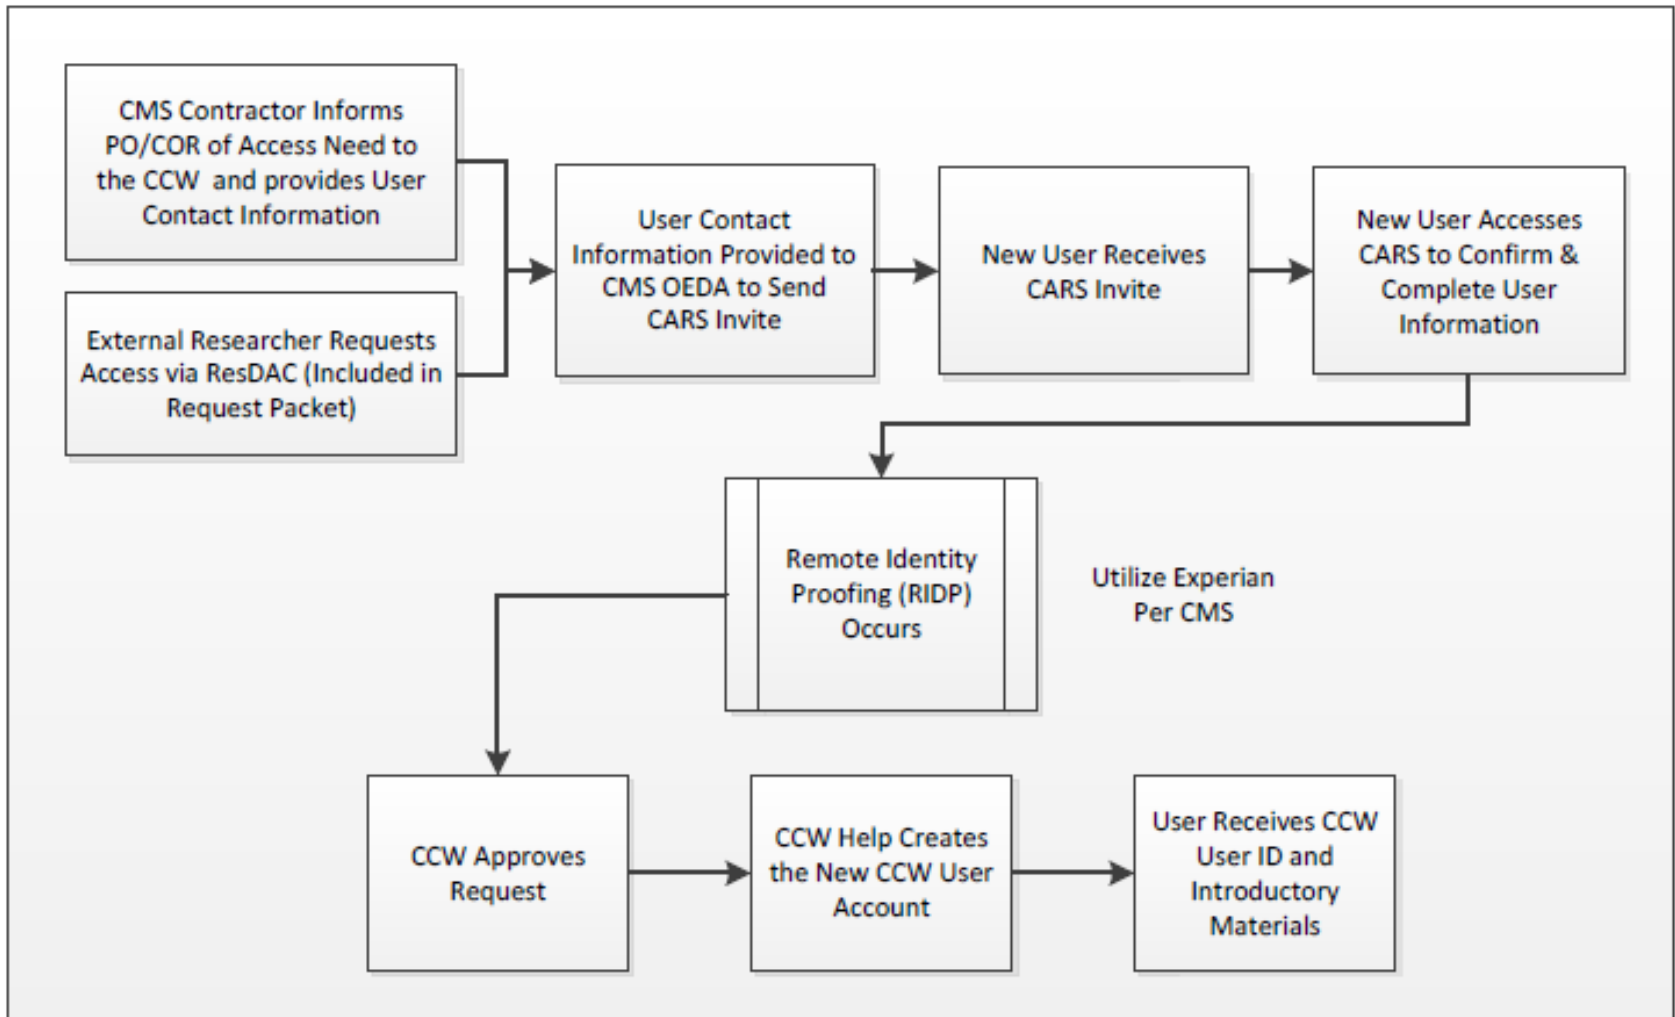 CMS Contractor Informs
PO/COR of Access Need to
the CCW and provides User
Contact Information
External Researcher Requests
Access via ResDAC (Included in
Request Packet)
User Contact
Information Provided to
CMS OEDA to Send
CARS Invite
New User Receives
CARS Invite
New User Accesses
CARS to Confirm &
Complete User
Information
Remote Identity
Proofing (RIDP)
Occurs
Utilize Experian
Per CMS
CCW Approves
Request
CCW Help Creates
the New CCW User
Account
User Receives CCW
User ID and
Introductory
Materials